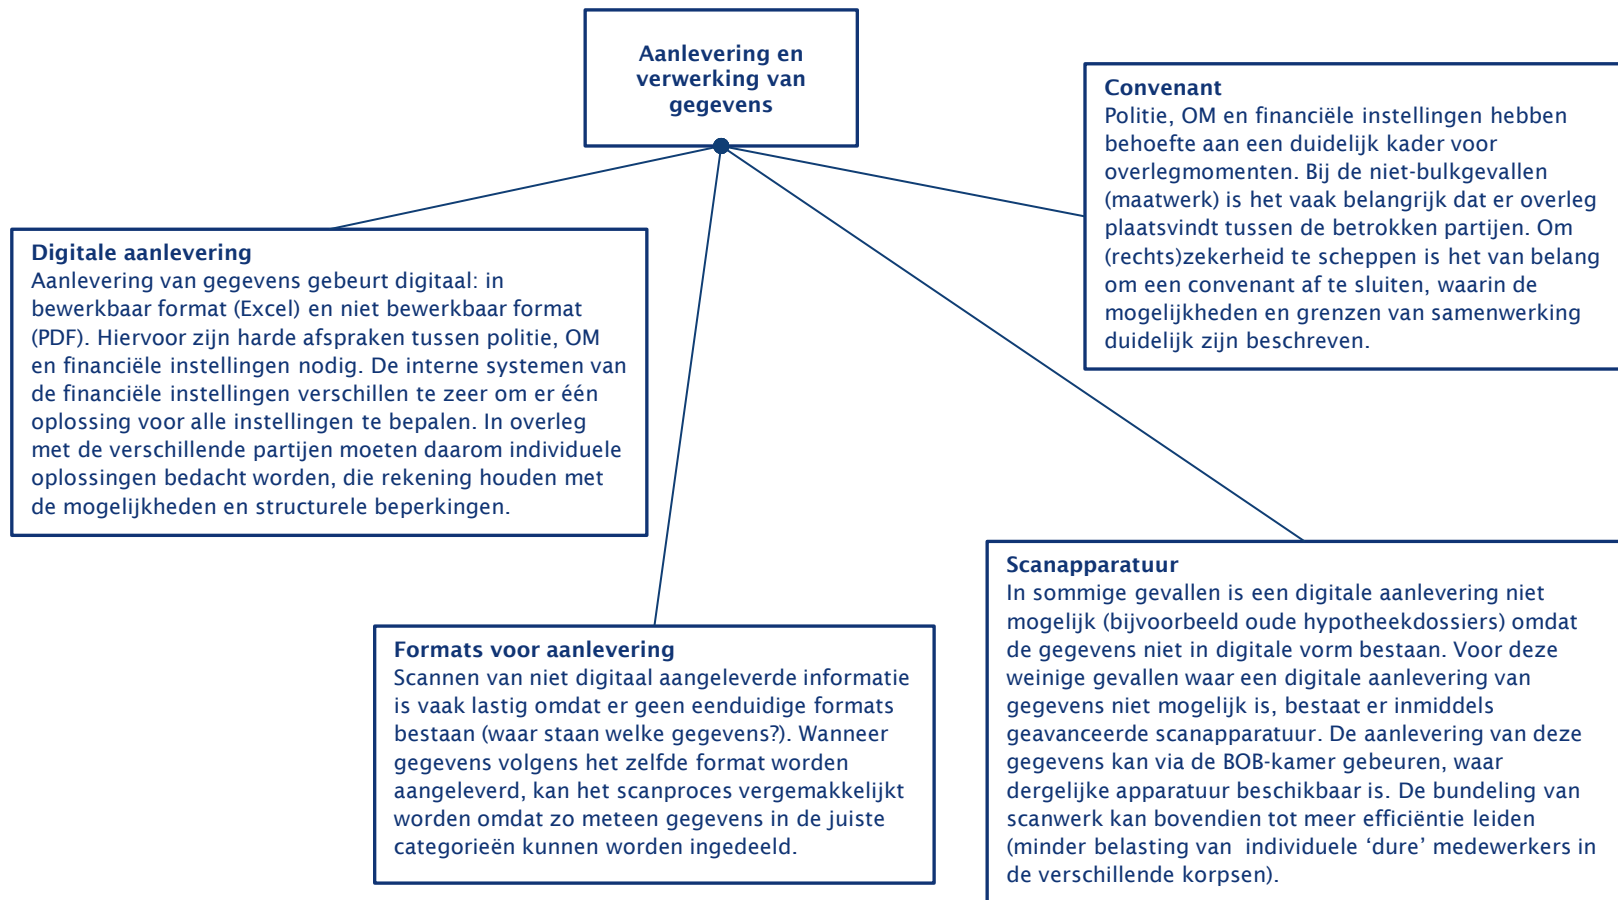 Aanlevering en
verwerking van
gegevens
Convenant
Politie, OM en financiële instellingen hebben
behoefte aan een duidelijk kader voor
overlegmomenten. Bij de niet-bulkgevallen
(maatwerk) is het vaak belangrijk dat er overleg
plaatsvindt tussen de betrokken partijen. Om
(rechts)zekerheid te scheppen is het van belang
om een convenant af te sluiten, waarin de
mogelijkheden en grenzen van samenwerking
duidelijk zijn beschreven.
Digitale aanlevering
Aanlevering van gegevens gebeurt digitaal: in
bewerkbaar format (Excel) en niet bewerkbaar format
(PDF). Hiervoor zijn harde afspraken tussen politie, OM
en financiële instellingen nodig. De interne systemen van
de financiële instellingen verschillen te zeer om er één
oplossing voor alle instellingen te bepalen. In overleg
met de verschillende partijen moeten daarom individuele
oplossingen bedacht worden, die rekening houden met
de mogelijkheden en structurele beperkingen.
Formats voor aanlevering
Scannen van niet digitaal aangeleverde informatie
is vaak lastig omdat er geen eenduidige formats
bestaan (waar staan welke gegevens?). Wanneer
gegevens volgens het zelfde format worden
aangeleverd, kan het scanproces vergemakkelijkt
worden omdat zo meteen gegevens in de juiste
categorieën kunnen worden ingedeeld.
Scanapparatuur
In sommige gevallen is een digitale aanlevering niet
mogelijk (bijvoorbeeld oude hypotheekdossiers) omdat
de gegevens niet in digitale vorm bestaan. Voor deze
weinige gevallen waar een digitale aanlevering van
gegevens niet mogelijk is, bestaat er inmiddels
geavanceerde scanapparatuur. De aanlevering van deze
gegevens kan via de BOB-kamer gebeuren, waar
dergelijke apparatuur beschikbaar is. De bundeling van
scanwerk kan bovendien tot meer efficiëntie leiden
(minder belasting van individuele ‘dure’ medewerkers in
de verschillende korpsen).